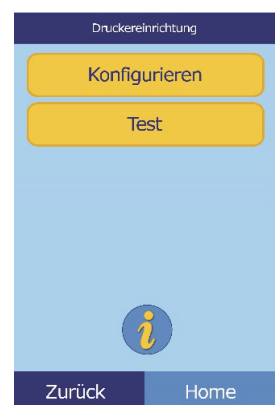 Druckereinrichtung
Konfigurieren
Test
i
Zurück Home